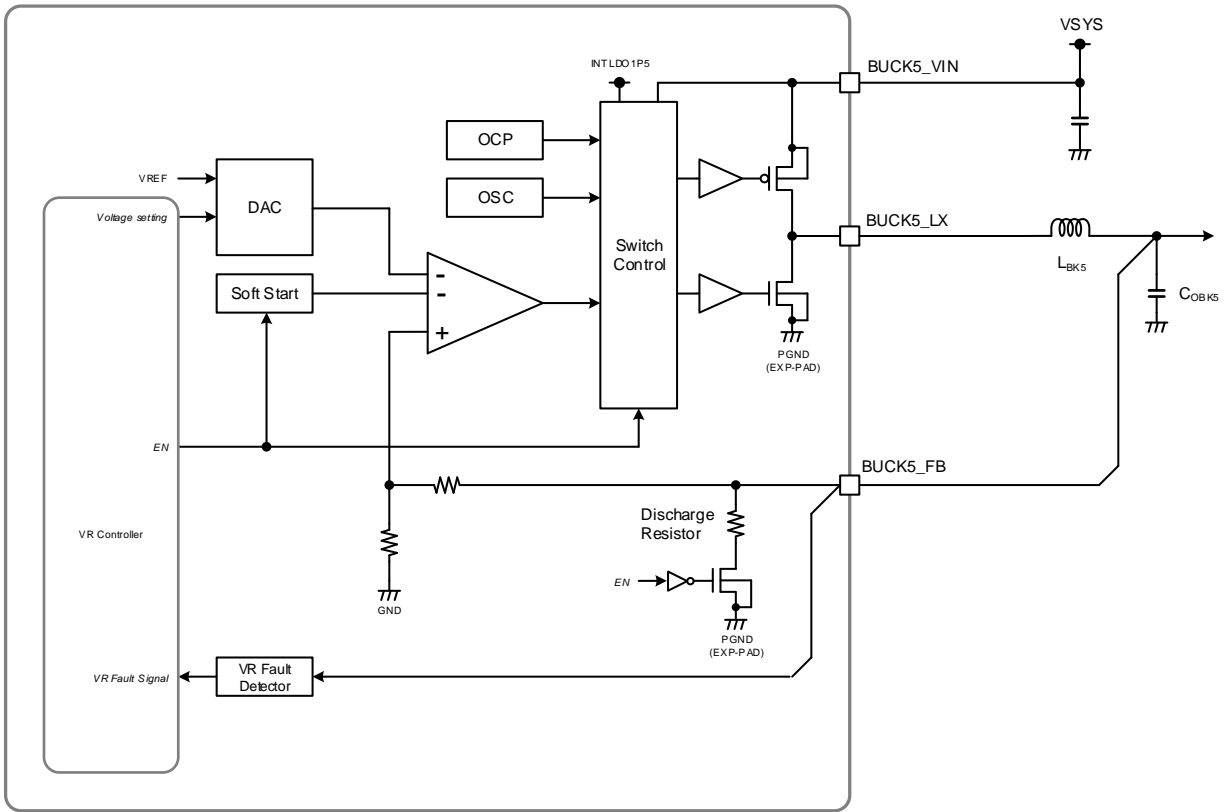 VSYS
INTLDO1P5
BUCK5_VIN
OCP
OSC
VREF
DAC
Voltage setting
Soft Start
-
-
+
Switch
Control
BUCK5_LX
LBK5
COBK5
PGND
(EXP-PAD)
EN
BUCK5_FB
Discharge
Resistor
VR Controller
EN
GND
PGND
(EXP-PAD)
VR Fault Signal
VR Fault
Detector